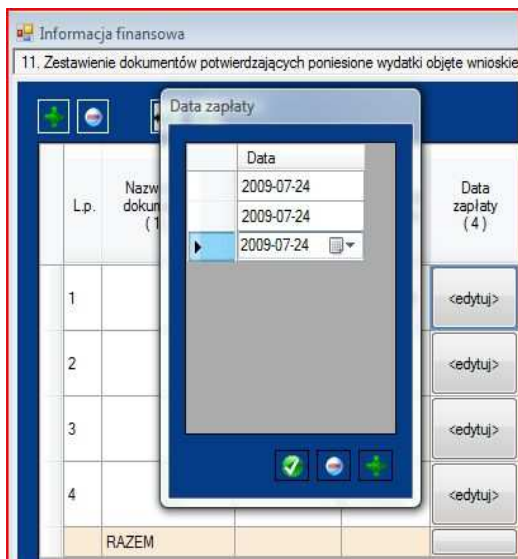 Informacja finansowa
11. Zestawienie dokumentów potwierdzających poniesione wydatki objęte
Data zapłaty
L.p.
Data
Data
zapłaty
( 4 )
2009-07-24
2009-07-24
2009-07-24
1
<edytuj>
2
<edytuj>
3
<edytuj>
4
<edytuj>
RAZEM